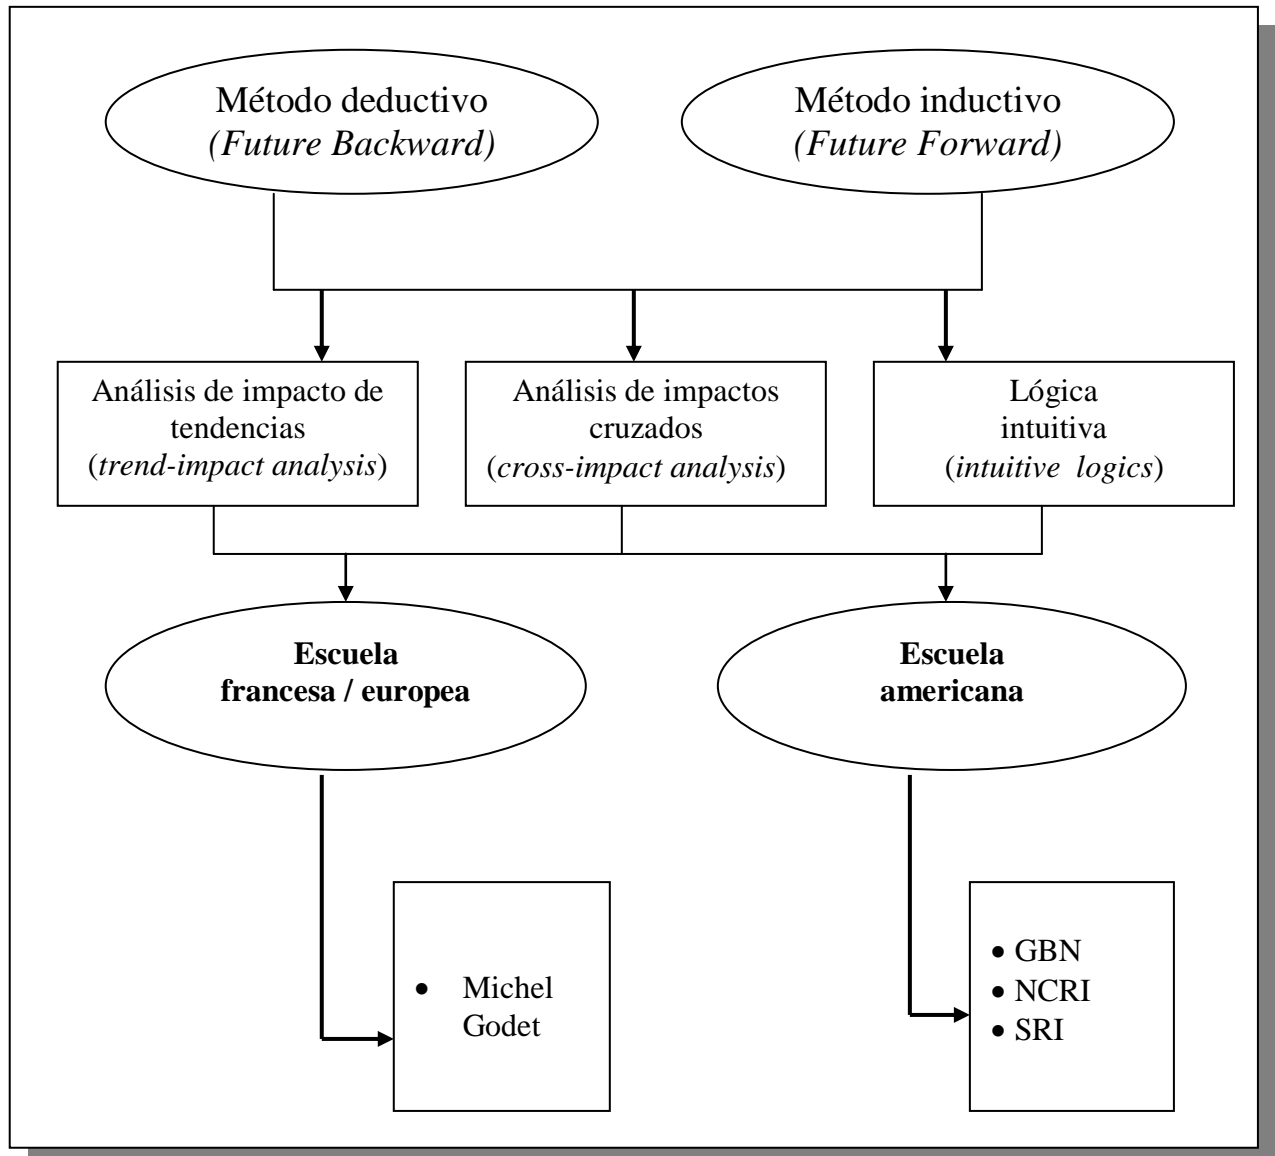 Método deductivo
(Future Backward)
Método inductivo
(Future Forward)
Análisis de impacto de
tendencias
(trend-impact analysis)
Análisis de impactos
cruzados
(cross-impact analysis)
Lógica
intuitiva
(intuitive logics)
Escuela
francesa / europea
Escuela
americana
• Michel
Godet
• GBN
• NCRI
• SRI